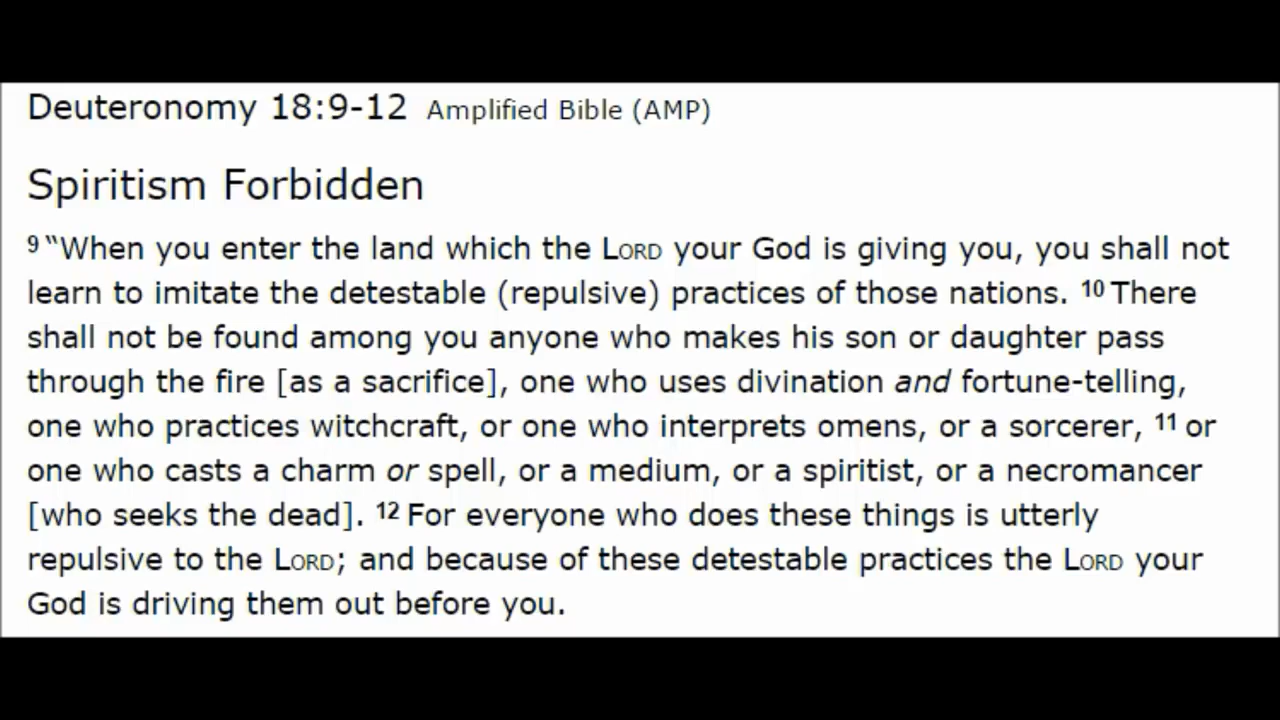 Deuteronomy 18:9-12 Amplified Bible (AMP)
Spiritism Forbidden
9 “When you enter the land which the LORD your God is giving you, you shall not
learn to imitate the detestable (repulsive) practices of those nations. 10 There
shall not be found among you anyone who makes his son or daughter pass
through the fire [as a sacrifice], one who uses divination and fortune-telling,
one who practices witchcraft, or one who interprets omens, or a sorcerer, 11 or
one who casts a charm or spell, or a medium, or a spiritist, or a necromancer
[who seeks the dead]. 12 For everyone who does these things is utterly
repulsive to the LORD; and because of these detestable practices the LORD your
God is driving them out before you.